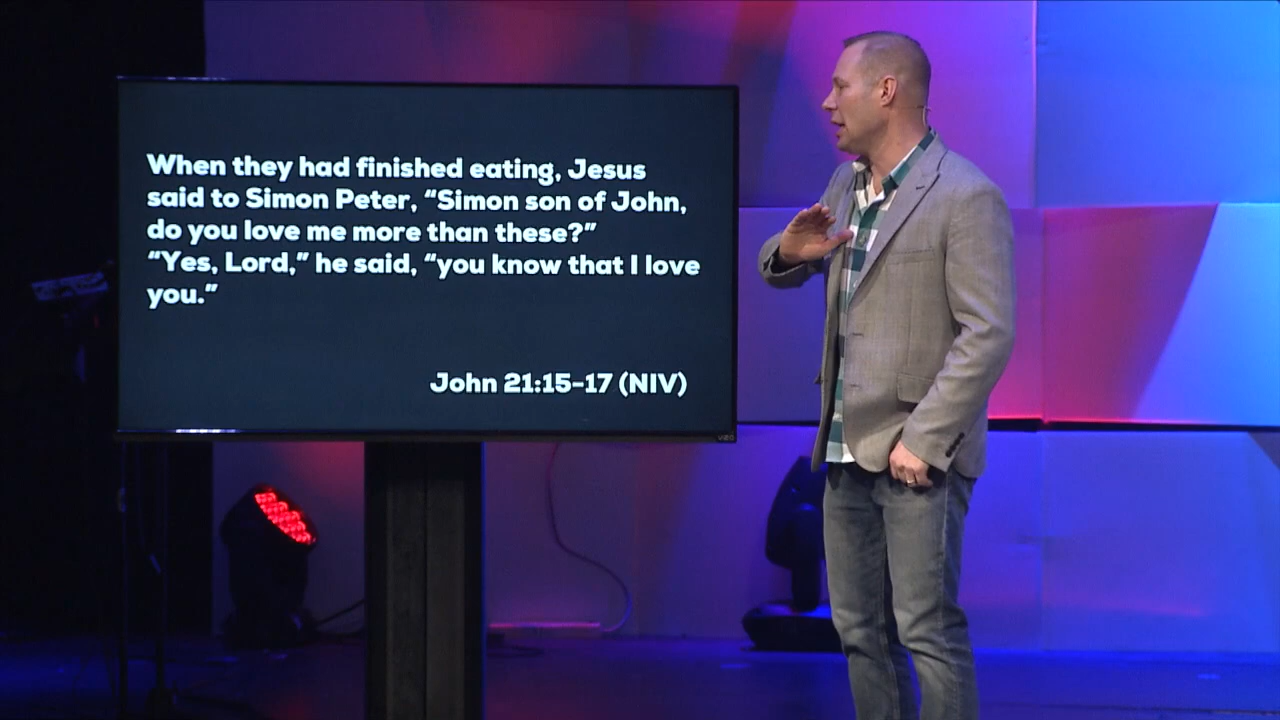 When they had finished eating, Jesus
said to Simon Peter, “Simon son of John,
do you love me more than these?”
“Yes, Lord,” he said, “you know that I love
you.”
John 21:15-17 (NIV)
VIZIO